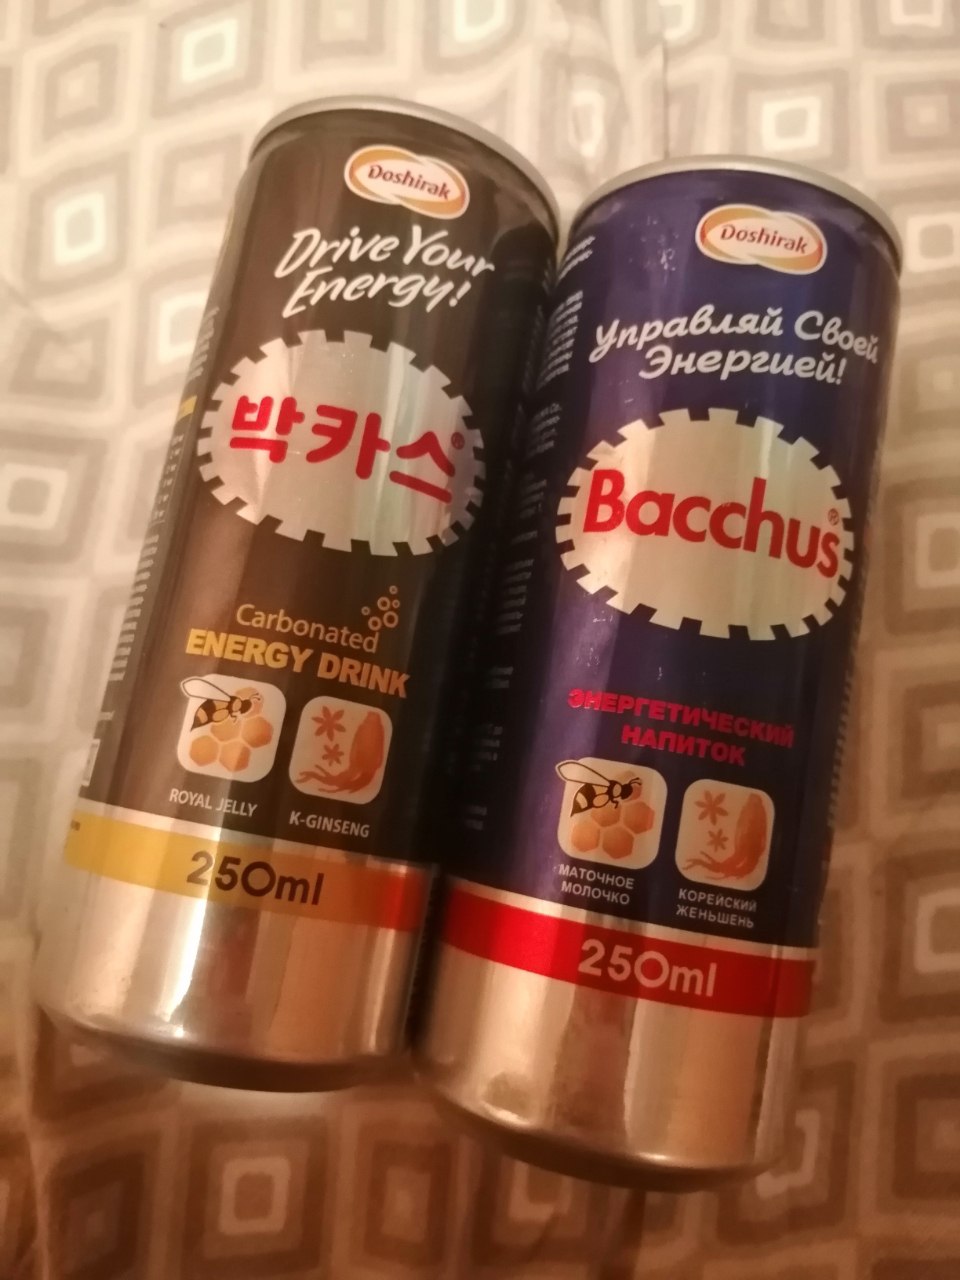 Doshirak
Drive Your
Energy!
박카스®
Carbonated
ENERGY DRINK
ROYAL JELLY
K-GINSENG
250ml
Doshirak
Управляй Своей
Энергией!
Bacchus®
ЭНЕРГЕТИЧЕСКИЙ
НАПИТОК
МАТОЧНОЕ
МОЛОЧКО
КОРЕЙСКИЙ
ЖЕНЬШЕНЬ
250ml